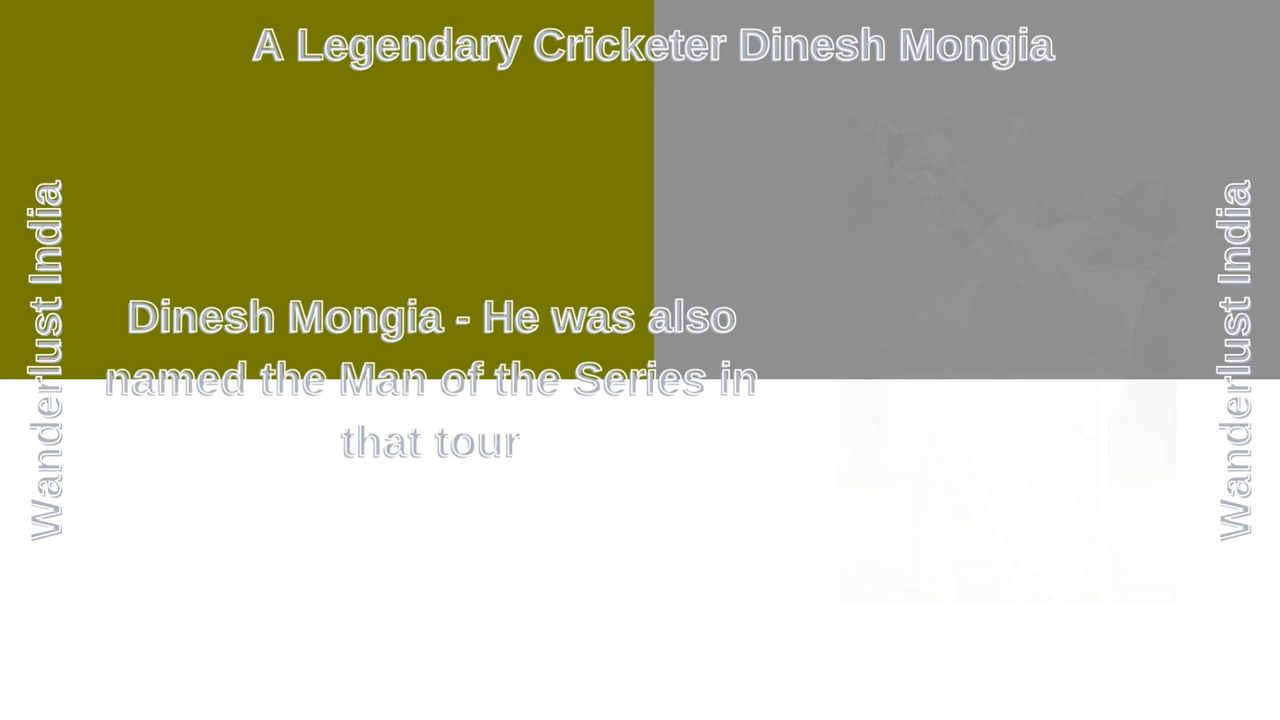 A Legendary Cricketer Dinesh Mongia
Wanderlust India
Dinesh Mongia - He was also
named the Man of the Series in
that tour
Wanderlust India